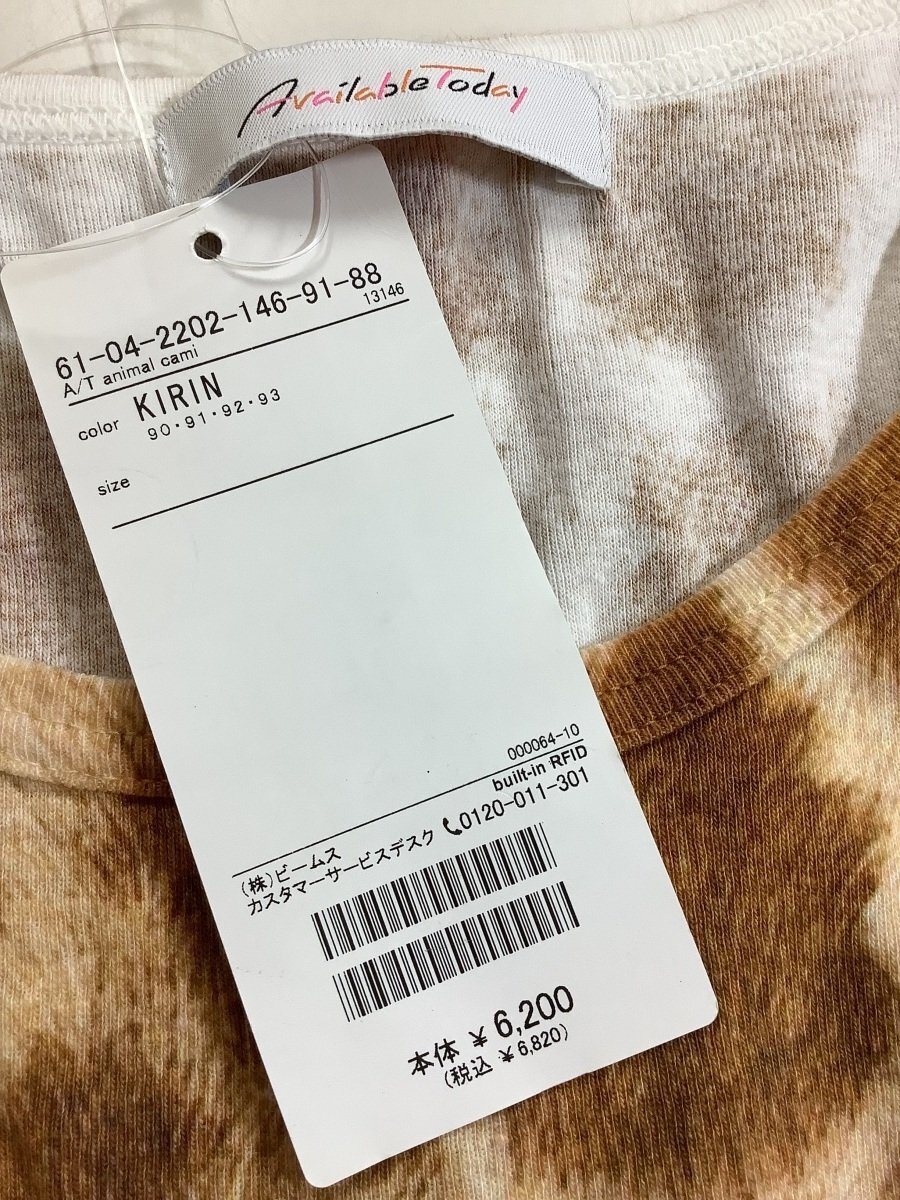 AvailableToday
61-04-2202-146-91-88
A/T animal cami 13146
color KIRIN
90・91・92・93
size
000064-10
built-in RFID
(株)ビームス
カスタマーサービスデスク 0120-011-301
本体 ¥ 6,200
(税込 ¥ 6,820)